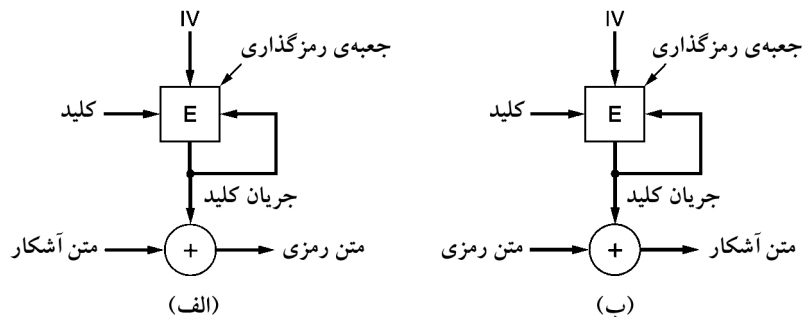 IV
جعبه‌ی رمزگذاری
کلید
E
جریان کلید
متن آشکار
+
متن رمزی
(الف)
IV
جعبه‌ی رمزگذاری
کلید
E
جریان کلید
متن رمزی
+
متن آشکار
(ب)